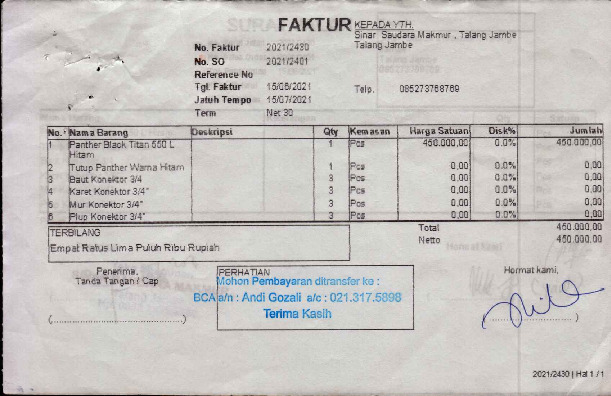 FAKTUR
KEPADA YTH.
Sinar Saudara Makmur , Talang Jambe
Talang Jambe
No. Faktur 2021/2430
No. SO 2021/2401
Reference No
Tgl. Faktur 15/06/2021
Telp. 085273768769
Jatuh Tempo 15/07/2021
Term Net 30
No. Nama Barang Deskripsi Qty Kemasan Harga Satuan Disk% Jumlah
1 Panther Black Titan 550 L 1 Pcs 450.000,00 0.0% 450.000,00
Hitam
2 Tutup Panther Warna Hitam 1 Pcs 0,00 0.0% 0,00
3 Baut Konektor 3/4 3 Pcs 0,00 0.0% 0,00
4 Karet Konektor 3/4" 3 Pcs 0,00 0.0% 0,00
5 Mur Konektor 3/4" 3 Pcs 0,00 0.0% 0,00
6 Plup Konektor 3/4" 3 Pcs 0,00 0.0% 0,00
TERBILANG
Empat Ratus Lima Puluh Ribu Rupiah
Total 450.000,00
Netto 450.000,00
Penerima,
Tanda Tangan / Cap
PERHATIAN
Mohon Pembayaran ditransfer ke :
BCA a/n : Andi Gozali a/c : 021.317.5898
Terima Kasih
Hormat kami,
(..............................)
2021/2430 | Hal 1 / 1